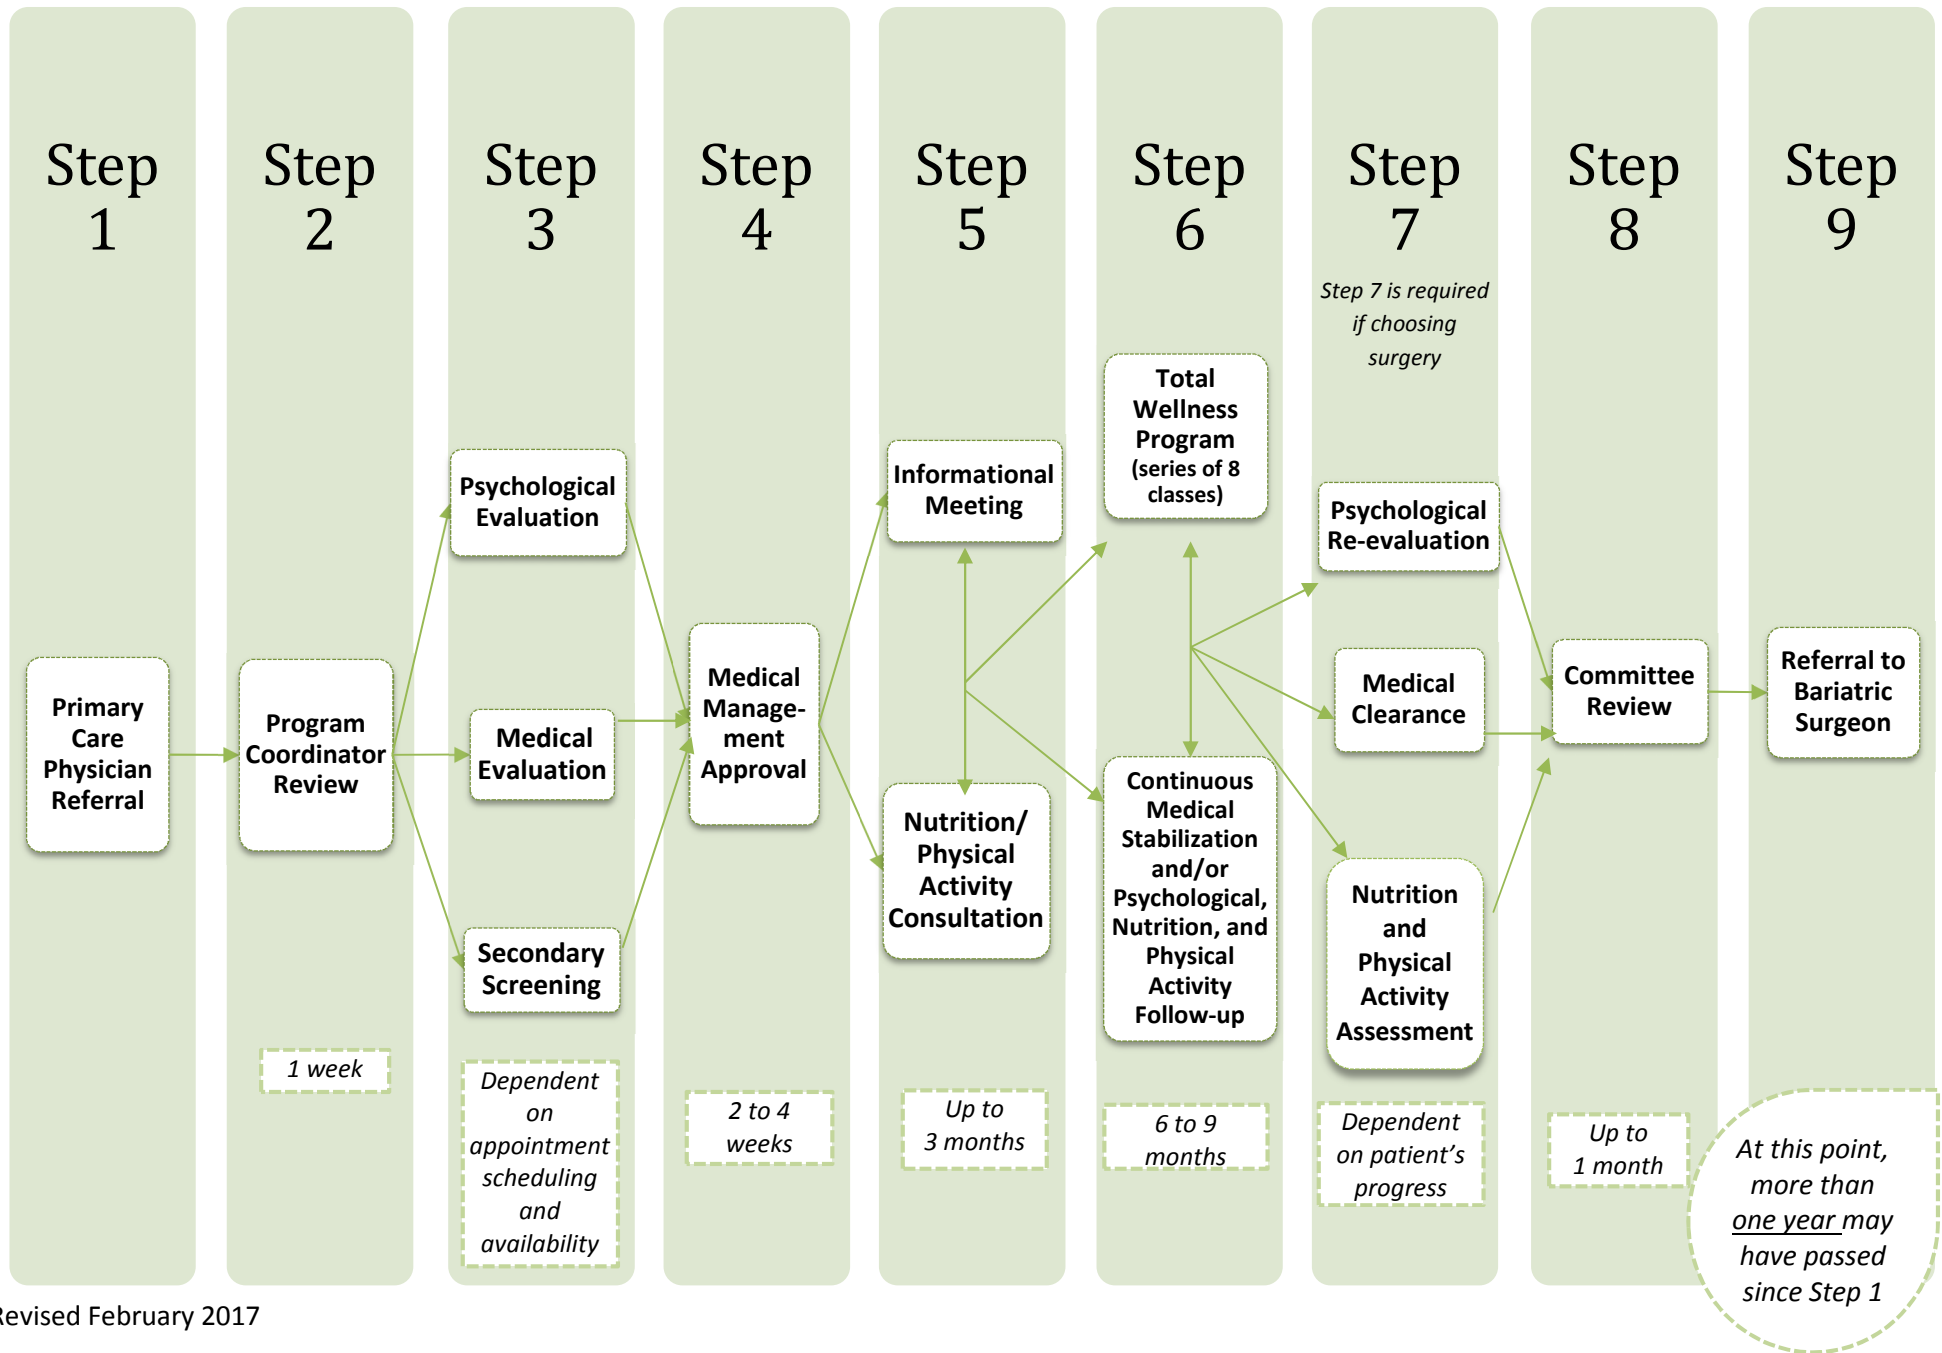 Step
1
Step
2
Step
3
Step
4
Step
5
Step
6
Step
7
Step
8
Step
9
Step 7 is required
if choosing
surgery
Primary
Care
Physician
Referral
Program
Coordinator
Review
Psychological
Evaluation
Medical
Evaluation
Secondary
Screening
Medical
Manage-
ment
Approval
Informational
Meeting
Nutrition/
Physical
Activity
Consultation
Total
Wellness
Program
(series of 8
classes)
Continuous
Medical
Stabilization
and/or
Psychological,
Nutrition, and
Physical
Activity
Follow-up
Psychological
Re-evaluation
Medical
Clearance
Nutrition
and
Physical
Activity
Assessment
Committee
Review
Referral to
Bariatric
Surgeon
1 week
Dependent
on
appointment
scheduling
and
availability
2 to 4
weeks
Up to
3 months
6 to 9
months
Dependent
on patient’s
progress
Up to
1 month
At this point,
more than
one year may
have passed
since Step 1
Revised February 2017